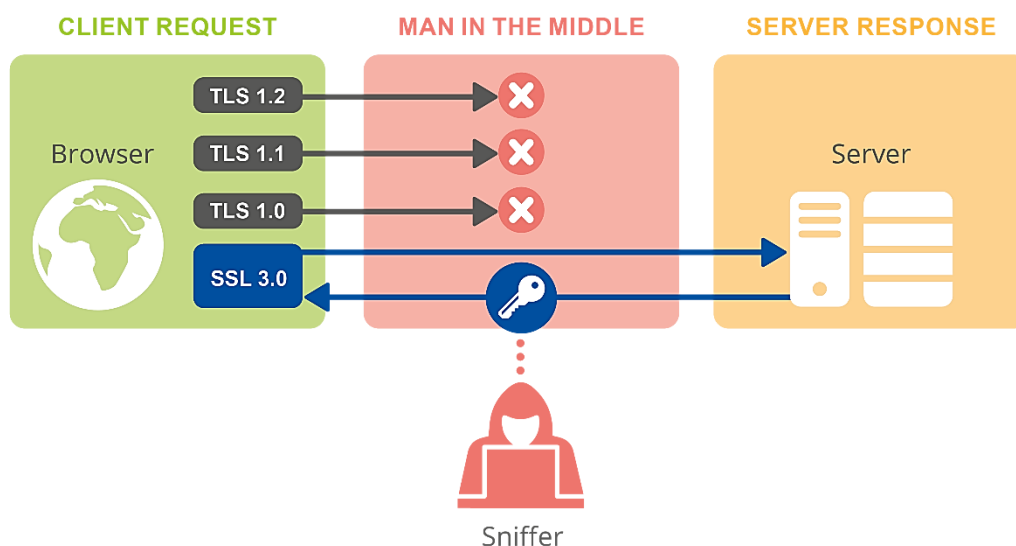 CLIENT REQUEST
MAN IN THE MIDDLE
SERVER RESPONSE
TLS 1.2
TLS 1.1
TLS 1.0
SSL 3.0
Browser
Server
Sniffer